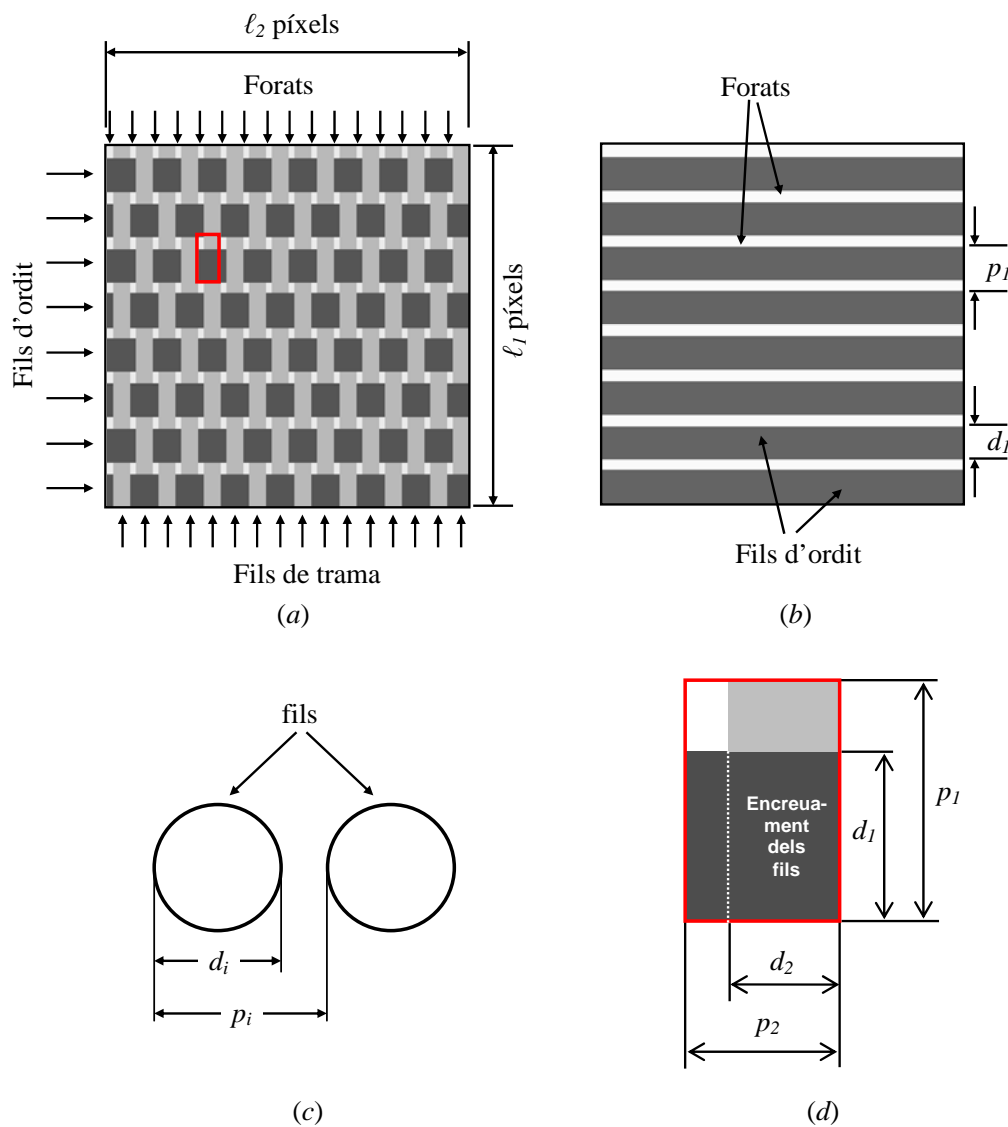 ℓ2 píxels
Forats
Fils d’ordit
ℓ1 píxels
Fils de trama
(a)
Forats
p1
d1
Fils d’ordit
(b)
fils
di
pi
(c)
Encreua-
ment
dels
fils
d1
p1
d2
p2
(d)